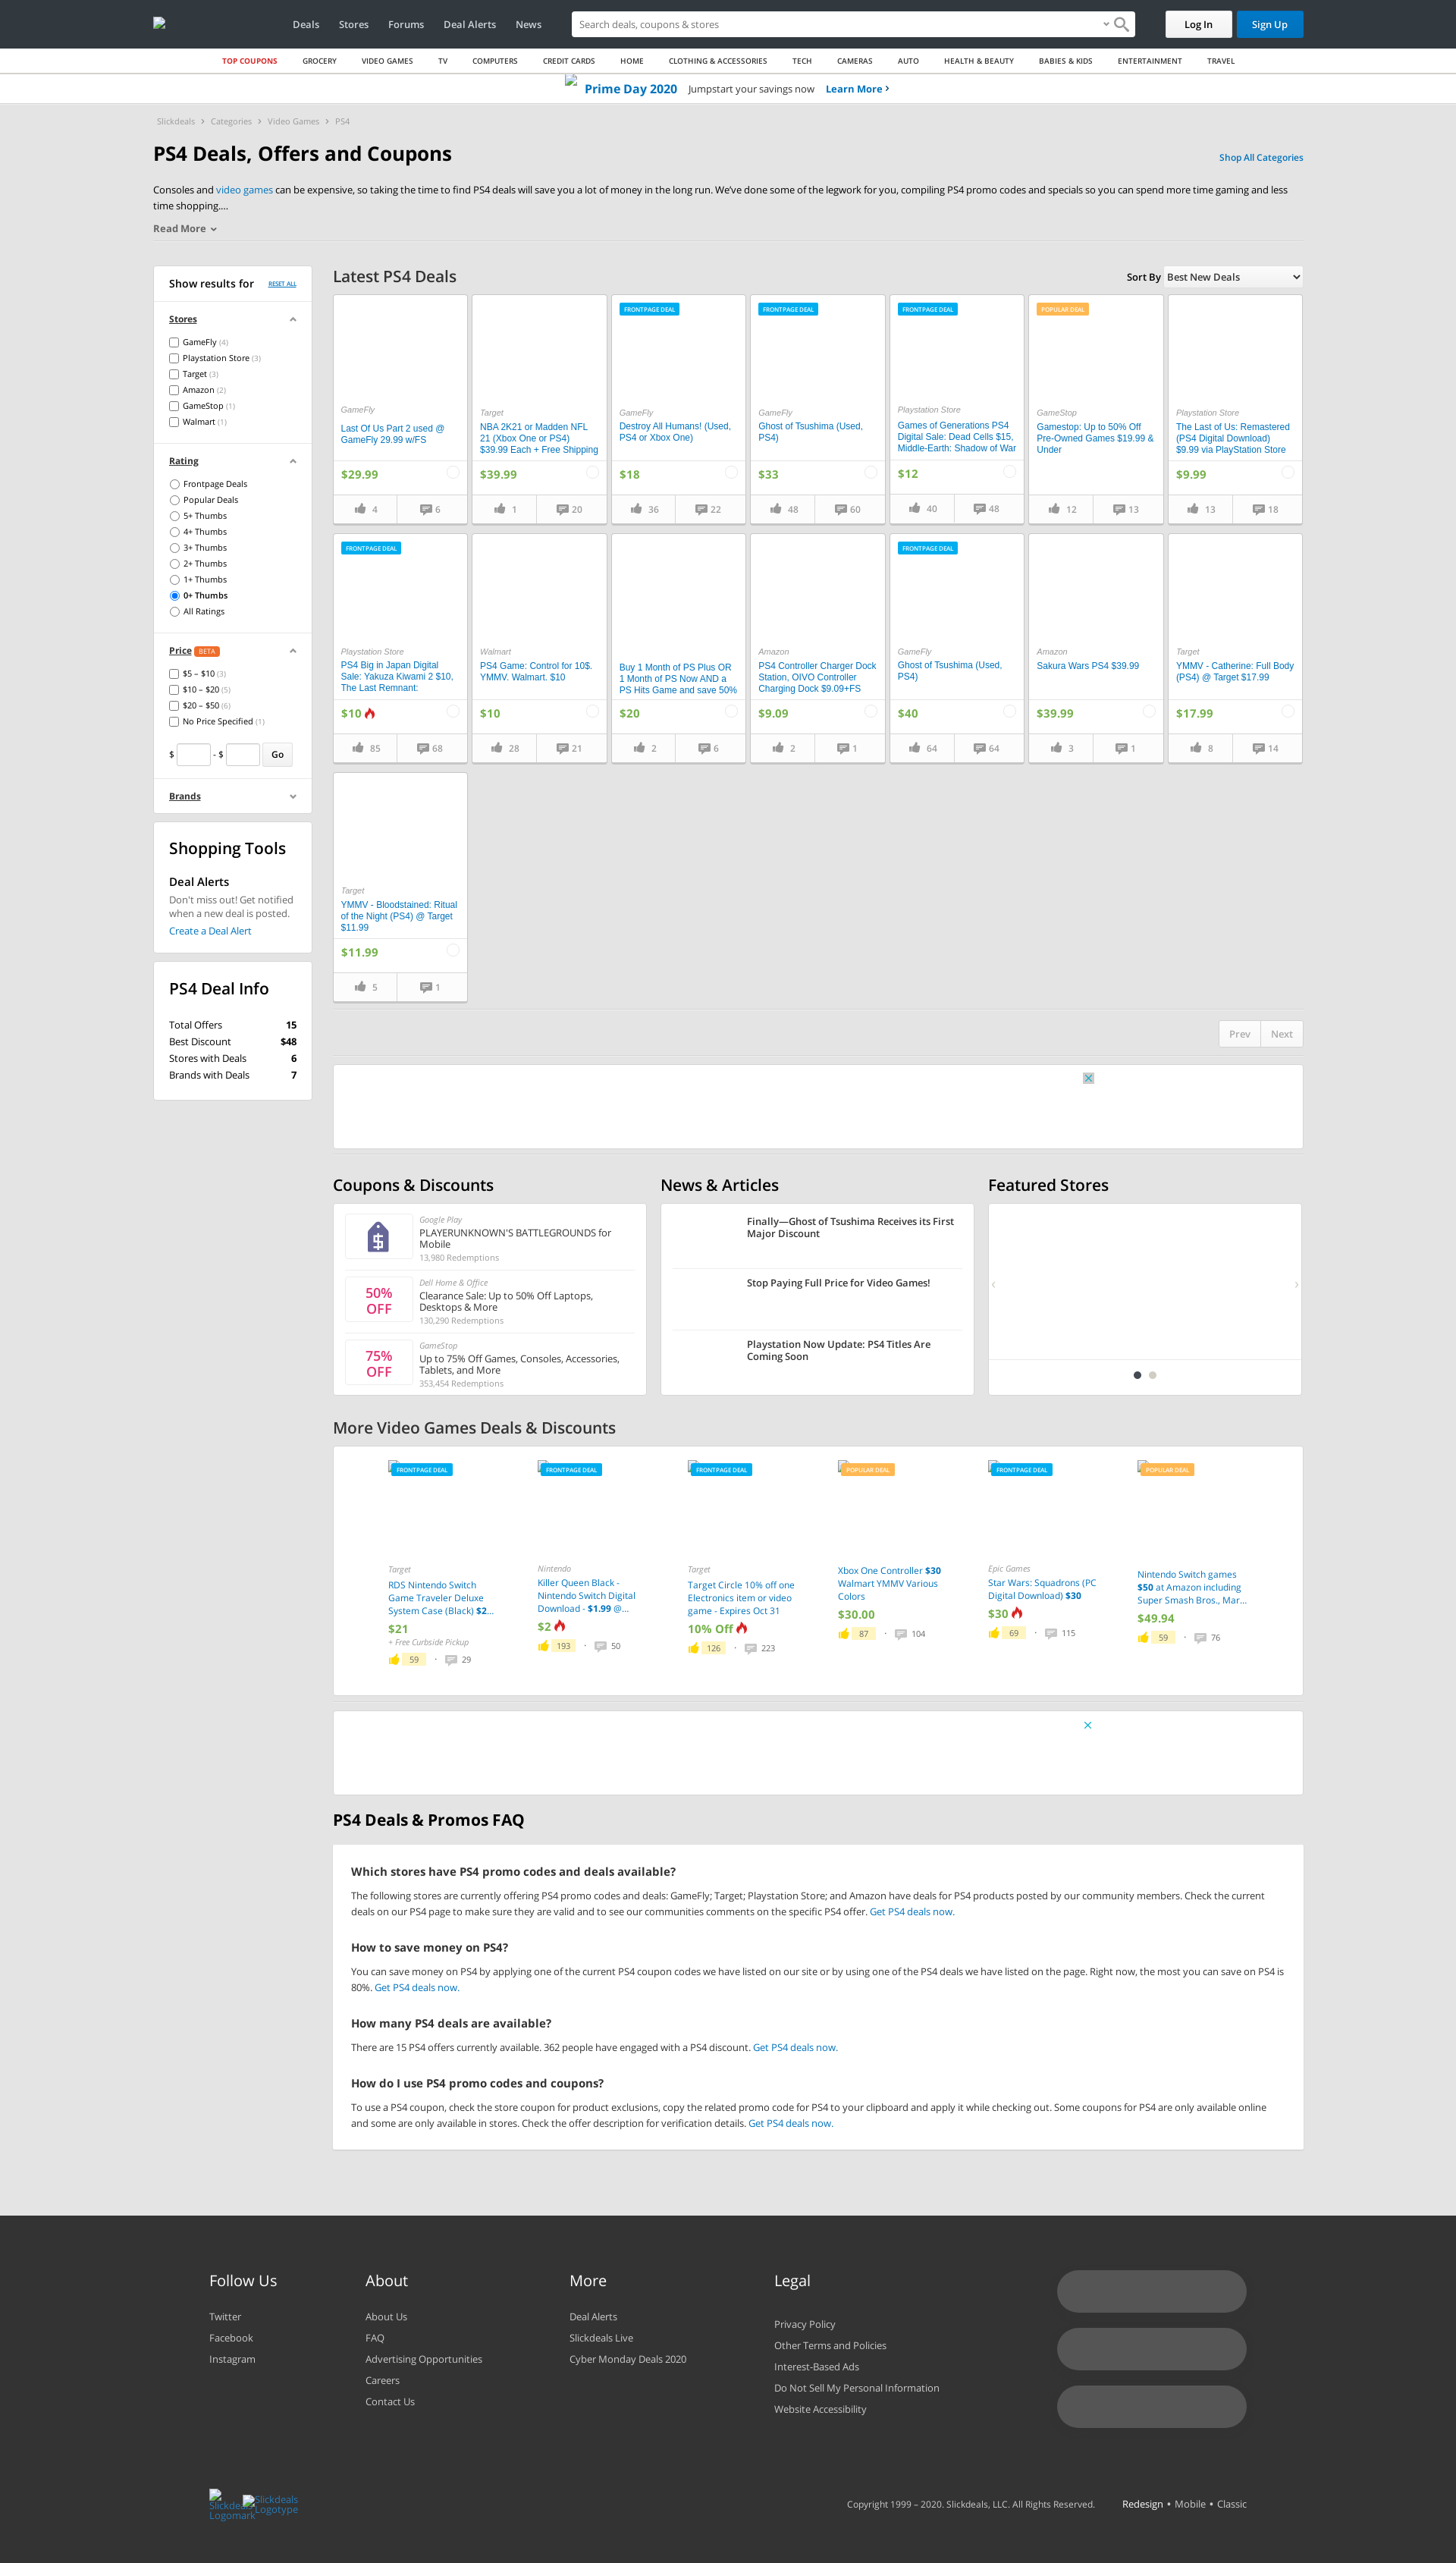 Deals
Stores
Forums
Deal Alerts
News
Search deals, coupons & stores
Log In
Sign Up
TOP COUPONS
GROCERY
VIDEO GAMES
TV
COMPUTERS
CREDIT CARDS
HOME
CLOTHING & ACCESSORIES
TECH
CAMERAS
AUTO
HEALTH & BEAUTY
BABIES & KIDS
ENTERTAINMENT
TRAVEL
Prime Day 2020 Jumpstart your savings now Learn More
Slickdeals > Categories > Video Games > PS4
PS4 Deals, Offers and Coupons
Shop All Categories
Consoles and video games can be expensive, so taking the time to find PS4 deals will save you a lot of money in the long run. We've done some of the legwork for you, compiling PS4 promo codes and specials so you can spend more time gaming and less
time shopping.…
Read More
Show results for
RESET ALL
Stores
GameFly (4)
Playstation Store (3)
Target (3)
Amazon (2)
GameStop (1)
Walmart (1)
Rating
Frontpage Deals
Popular Deals
5+ Thumbs
4+ Thumbs
3+ Thumbs
2+ Thumbs
1+ Thumbs
0+ Thumbs
All Ratings
Price BETA
$5 – $10 (3)
$10 – $20 (5)
$20 – $50 (6)
No Price Specified (1)
$ - $ Go
Brands
Shopping Tools
Deal Alerts
Don't miss out! Get notified
when a new deal is posted.
Create a Deal Alert
PS4 Deal Info
Total Offers 15
Best Discount $48
Stores with Deals 6
Brands with Deals 7
Latest PS4 Deals
Sort By Best New Deals
GameFly
Last Of Us Part 2 used @
GameFly 29.99 w/FS
$29.99
4 6
Target
NBA 2K21 or Madden NFL
21 (Xbox One or PS4)
$39.99 Each + Free Shipping
$39.99
1 20
FRONTPAGE DEAL
GameFly
Destroy All Humans! (Used,
PS4 or Xbox One)
$18
36 22
FRONTPAGE DEAL
GameFly
Ghost of Tsushima (Used,
PS4)
$33
48 60
FRONTPAGE DEAL
Playstation Store
Games of Generations PS4
Digital Sale: Dead Cells $15,
Middle-Earth: Shadow of War
$12
40 48
POPULAR DEAL
GameStop
Gamestop: Up to 50% Off
Pre-Owned Games $19.99 &
Under
12 13
Playstation Store
The Last of Us: Remastered
(PS4 Digital Download)
$9.99 via PlayStation Store
$9.99
13 18
FRONTPAGE DEAL
Playstation Store
PS4 Big in Japan Digital
Sale: Yakuza Kiwami 2 $10,
The Last Remnant:
$10
85 68
Walmart
PS4 Game: Control for 10$.
YMMV. Walmart. $10
$10
28 21
Buy 1 Month of PS Plus OR
1 Month of PS Now AND a
PS Hits Game and save 50%
$20
2 6
Amazon
PS4 Controller Charger Dock
Station, OIVO Controller
Charging Dock $9.09+FS
$9.09
2 1
FRONTPAGE DEAL
GameFly
Ghost of Tsushima (Used,
PS4)
$40
64 64
Amazon
Sakura Wars PS4 $39.99
$39.99
3 1
Target
YMMV - Catherine: Full Body
(PS4) @ Target $17.99
$17.99
8 14
Target
YMMV - Bloodstained: Ritual
of the Night (PS4) @ Target
$11.99
$11.99
5 1
Prev
Next
Coupons & Discounts
Google Play
PLAYERUNKNOWN'S BATTLEGROUNDS for
Mobile
13,980 Redemptions
50%
OFF
Dell Home & Office
Clearance Sale: Up to 50% Off Laptops,
Desktops & More
130,290 Redemptions
75%
OFF
GameStop
Up to 75% Off Games, Consoles, Accessories,
Tablets, and More
353,454 Redemptions
News & Articles
Finally—Ghost of Tsushima Receives its First
Major Discount
Stop Paying Full Price for Video Games!
Playstation Now Update: PS4 Titles Are
Coming Soon
Featured Stores
More Video Games Deals & Discounts
FRONTPAGE DEAL
Target
RDS Nintendo Switch
Game Traveler Deluxe
System Case (Black) $2…
$21
+ Free Curbside Pickup
59 · 29
FRONTPAGE DEAL
Nintendo
Killer Queen Black -
Nintendo Switch Digital
Download - $1.99 @…
$2
193 · 50
FRONTPAGE DEAL
Target
Target Circle 10% off one
Electronics item or video
game - Expires Oct 31
10% Off
126 · 223
POPULAR DEAL
Xbox One Controller $30
Walmart YMMV Various
Colors
$30.00
87 · 104
FRONTPAGE DEAL
Epic Games
Star Wars: Squadrons (PC
Digital Download) $30
$30
69 · 115
POPULAR DEAL
Nintendo Switch games
$50 at Amazon including
Super Smash Bros., Mar…
$49.94
59 · 76
PS4 Deals & Promos FAQ
Which stores have PS4 promo codes and deals available?
The following stores are currently offering PS4 promo codes and deals: GameFly; Target; Playstation Store; and Amazon have deals for PS4 products posted by our community members. Check the current
deals on our PS4 page to make sure they are valid and to see our communities comments on the specific PS4 offer. Get PS4 deals now.
How to save money on PS4?
You can save money on PS4 by applying one of the current PS4 coupon codes we have listed on our site or by using one of the PS4 deals we have listed on the page. Right now, the most you can save on PS4 is
80%. Get PS4 deals now.
How many PS4 deals are available?
There are 15 PS4 offers currently available. 362 people have engaged with a PS4 discount. Get PS4 deals now.
How do I use PS4 promo codes and coupons?
To use a PS4 coupon, check the store coupon for product exclusions, copy the related promo code for PS4 to your clipboard and apply it while checking out. Some coupons for PS4 are only available online
and some are only available in stores. Check the offer description for verification details. Get PS4 deals now.
Follow Us
Twitter
Facebook
Instagram
About
About Us
FAQ
Advertising Opportunities
Careers
Contact Us
More
Deal Alerts
Slickdeals Live
Cyber Monday Deals 2020
Legal
Privacy Policy
Other Terms and Policies
Interest-Based Ads
Do Not Sell My Personal Information
Website Accessibility
Slickdeals
Logomark
Slickdeals
Logotype
Copyright 1999 – 2020. Slickdeals, LLC. All Rights Reserved.
Redesign • Mobile • Classic